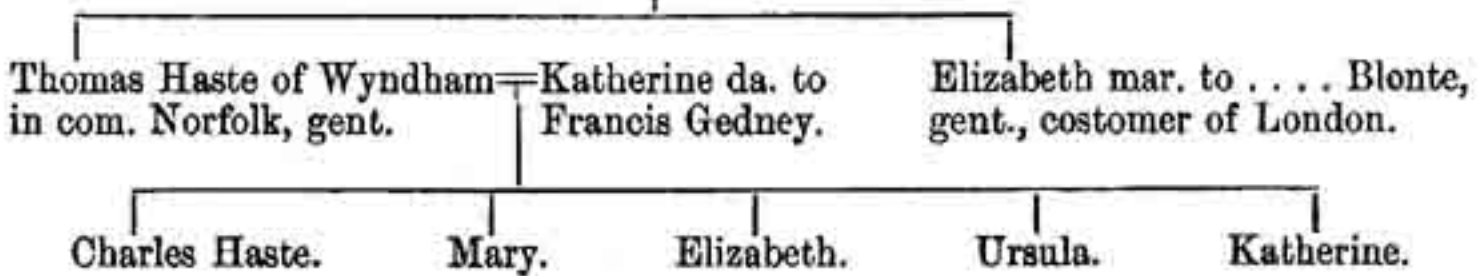 Thomas Haste of Wyndham=Katherine da. to
in com. Norfolk, gent. Francis Gedney.
Elizabeth mar. to . . . . Blonte,
gent., costomer of London.
Charles Haste. Mary. Elizabeth. Ursula. Katherine.